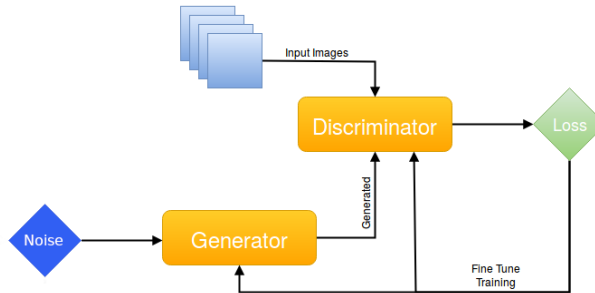 Input Images
Discriminator
Loss
Generated
Noise
Generator
Fine Tune
Training